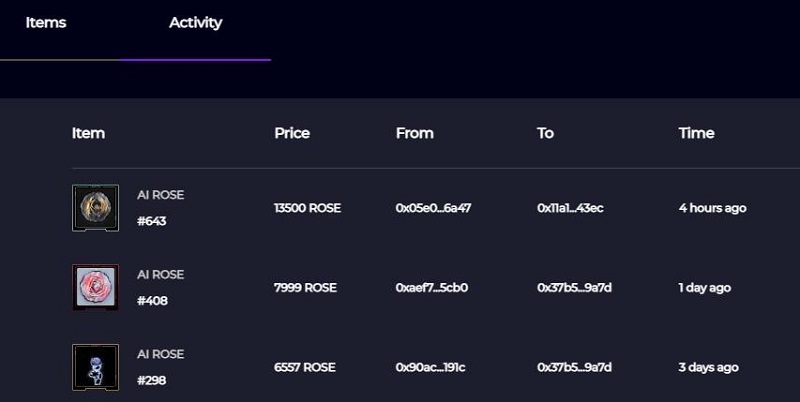 Items Activity
Item Price From To Time
AI ROSE
#643 13500 ROSE 0x05e0...6a47 0x11a1...43ec 4 hours ago
AI ROSE
#408 7999 ROSE 0xaef7...5cb0 0x37b5...9a7d 1 day ago
AI ROSE
#298 6557 ROSE 0x90ac...191c 0x37b5...9a7d 3 days ago